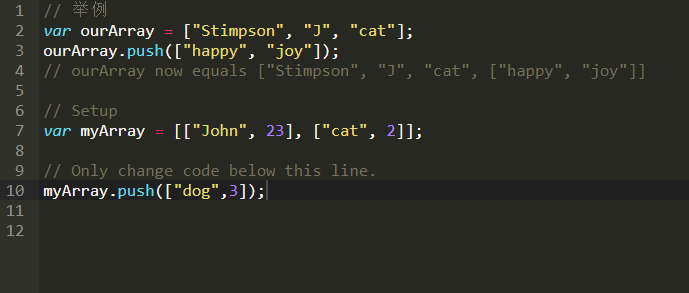 1 // 举例
2 var ourArray = ["Stimpson", "J", "cat"];
3 ourArray.push(["happy", "joy"]);
4 // ourArray now equals ["Stimpson", "J", "cat", ["happy", "joy"]]
5
6 // Setup
7 var myArray = [["John", 23], ["cat", 2]];
8
9 // Only change code below this line.
10 myArray.push(["dog",3]);
11
12